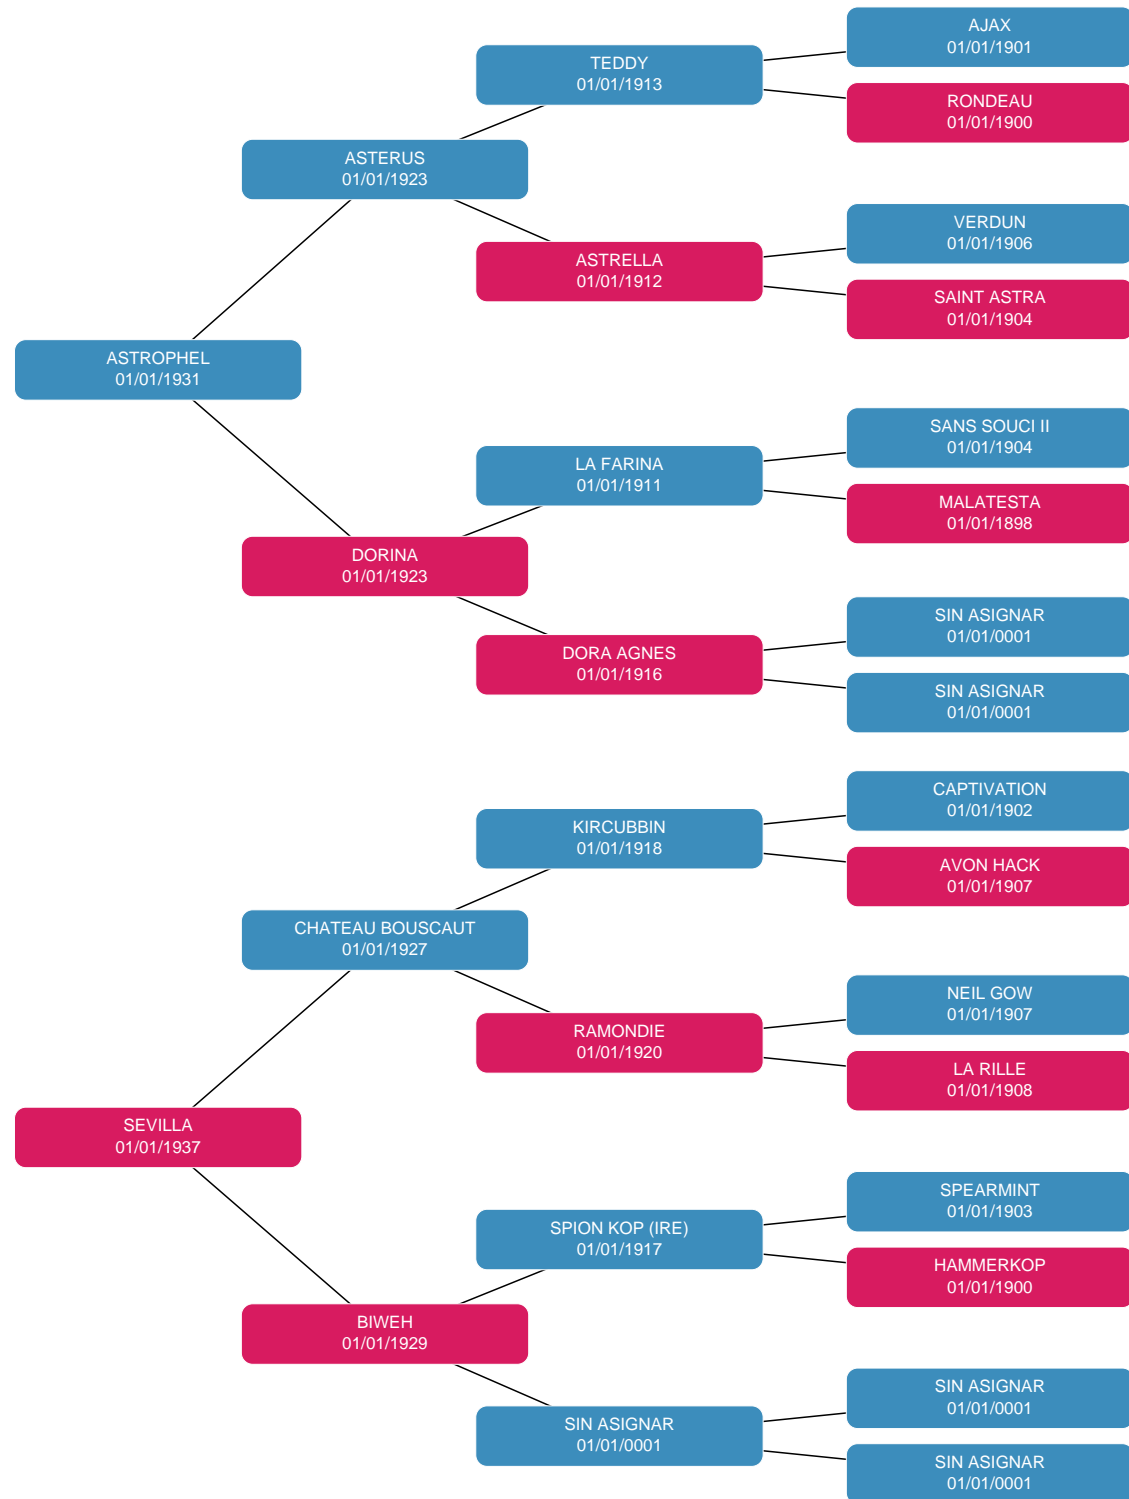 AJAX
01/01/1901
TEDDY
01/01/1913
RONDEAU
01/01/1900
ASTERUS
01/01/1923
VERDUN
01/01/1906
ASTRELLA
01/01/1912
SAINT ASTRA
01/01/1904
ASTROPHEL
01/01/1931
SANS SOUCI II
01/01/1904
LA FARINA
01/01/1911
MALATESTA
01/01/1898
DORINA
01/01/1923
SIN ASIGNAR
01/01/0001
DORA AGNES
01/01/1916
SIN ASIGNAR
01/01/0001
CAPTIVATION
01/01/1902
KIRCUBBIN
01/01/1918
AVON HACK
01/01/1907
CHATEAU BOUSCAUT
01/01/1927
NEIL GOW
01/01/1907
RAMONDIE
01/01/1920
LA RILLE
01/01/1908
SEVILLA
01/01/1937
SPEARMINT
01/01/1903
SPION KOP (IRE)
01/01/1917
HAMMERKOP
01/01/1900
BIWEH
01/01/1929
SIN ASIGNAR
01/01/0001
SIN ASIGNAR
01/01/0001
SIN ASIGNAR
01/01/0001